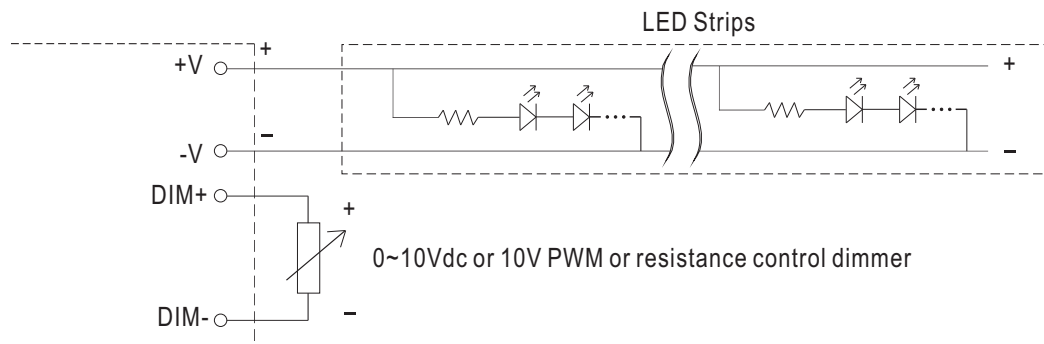 LED Strips
+
+V
+
-
-V
-
DIM+
+
0~10Vdc or 10V PWM or resistance control dimmer
DIM-
-